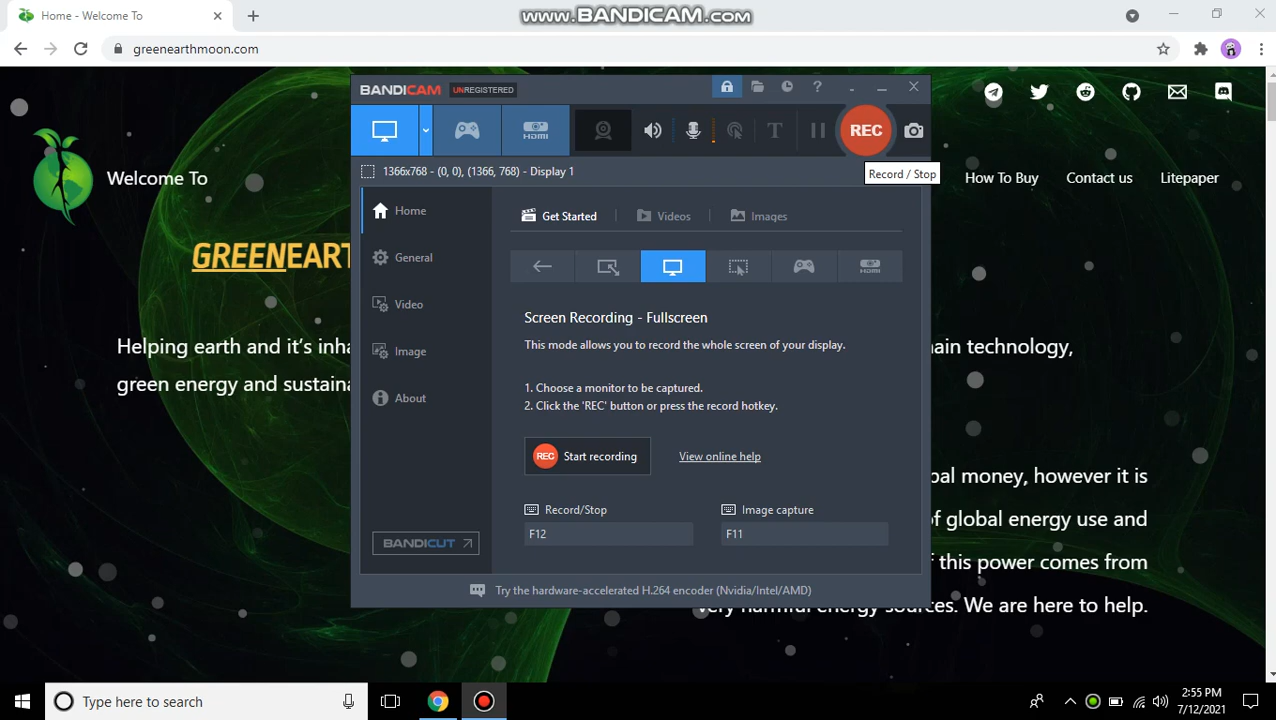 Home - Welcome To
www.BANDICAM.com
greenearthmoon.com
BANDICAM UNREGISTERED
REC
1366x768 - (0, 0), (1366, 768) - Display 1
Record / Stop
Welcome To
How To Buy
Contact us
Litepaper
Home
General
Video
Image
About
BANDICUT
Get Started
Videos
Images
HDMI
HDMI
Screen Recording - Fullscreen
This mode allows you to record the whole screen of your display.
1. Choose a monitor to be captured.
2. Click the 'REC' button or press the record hotkey.
REC Start recording
View online help
Record/Stop
Image capture
F12
F11
Try the hardware-accelerated H.264 encoder (Nvidia/Intel/AMD)
GREENEART
Helping earth and it's
technology,
green energy and
money, however it is
of global energy use and
this power comes from
very harmful energy sources. We are here to help.
Type here to search
2:55 PM
7/12/2021